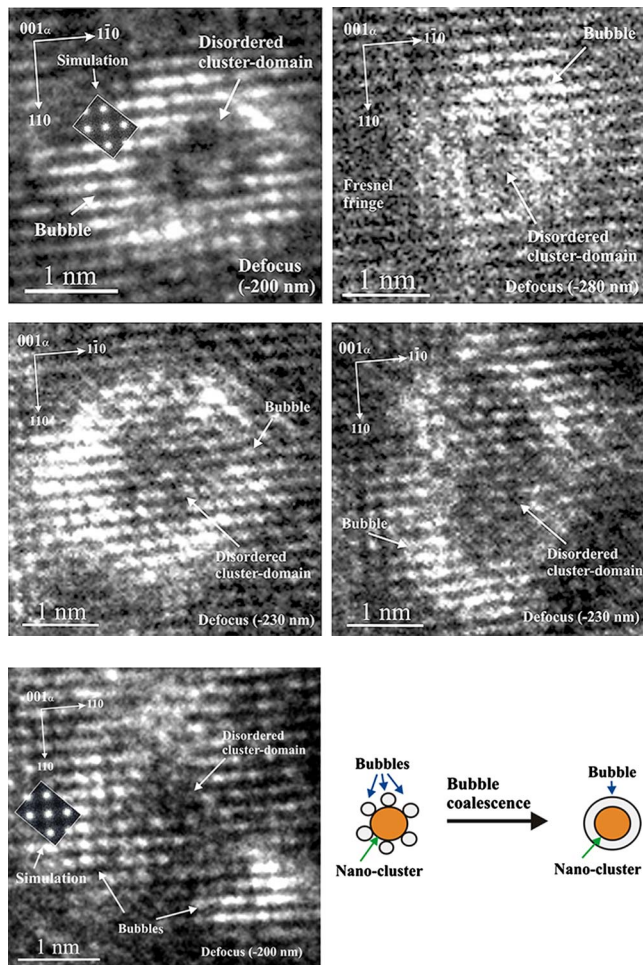 001α
11̄0
Simulation
110
Disordered
cluster-domain
Bubble
1 nm
Defocus
(-200 nm)
001α
11̄0
110
Bubble
Fresnel
fringe
Disordered
cluster-domain
1 nm
Defocus (-280 nm)
001α
11̄0
110
Bubble
Disordered
cluster-domain
1 nm
Defocus (-230 nm)
001α
11̄0
110
Bubble
Disordered
cluster-domain
1 nm
Defocus (-230 nm)
001α
11̄0
110
Disordered
cluster-domain
Simulation
Bubbles
1 nm
Defocus (-200 nm)
Bubbles
Nano-cluster
Bubble
coalescence
Bubble
Nano-cluster